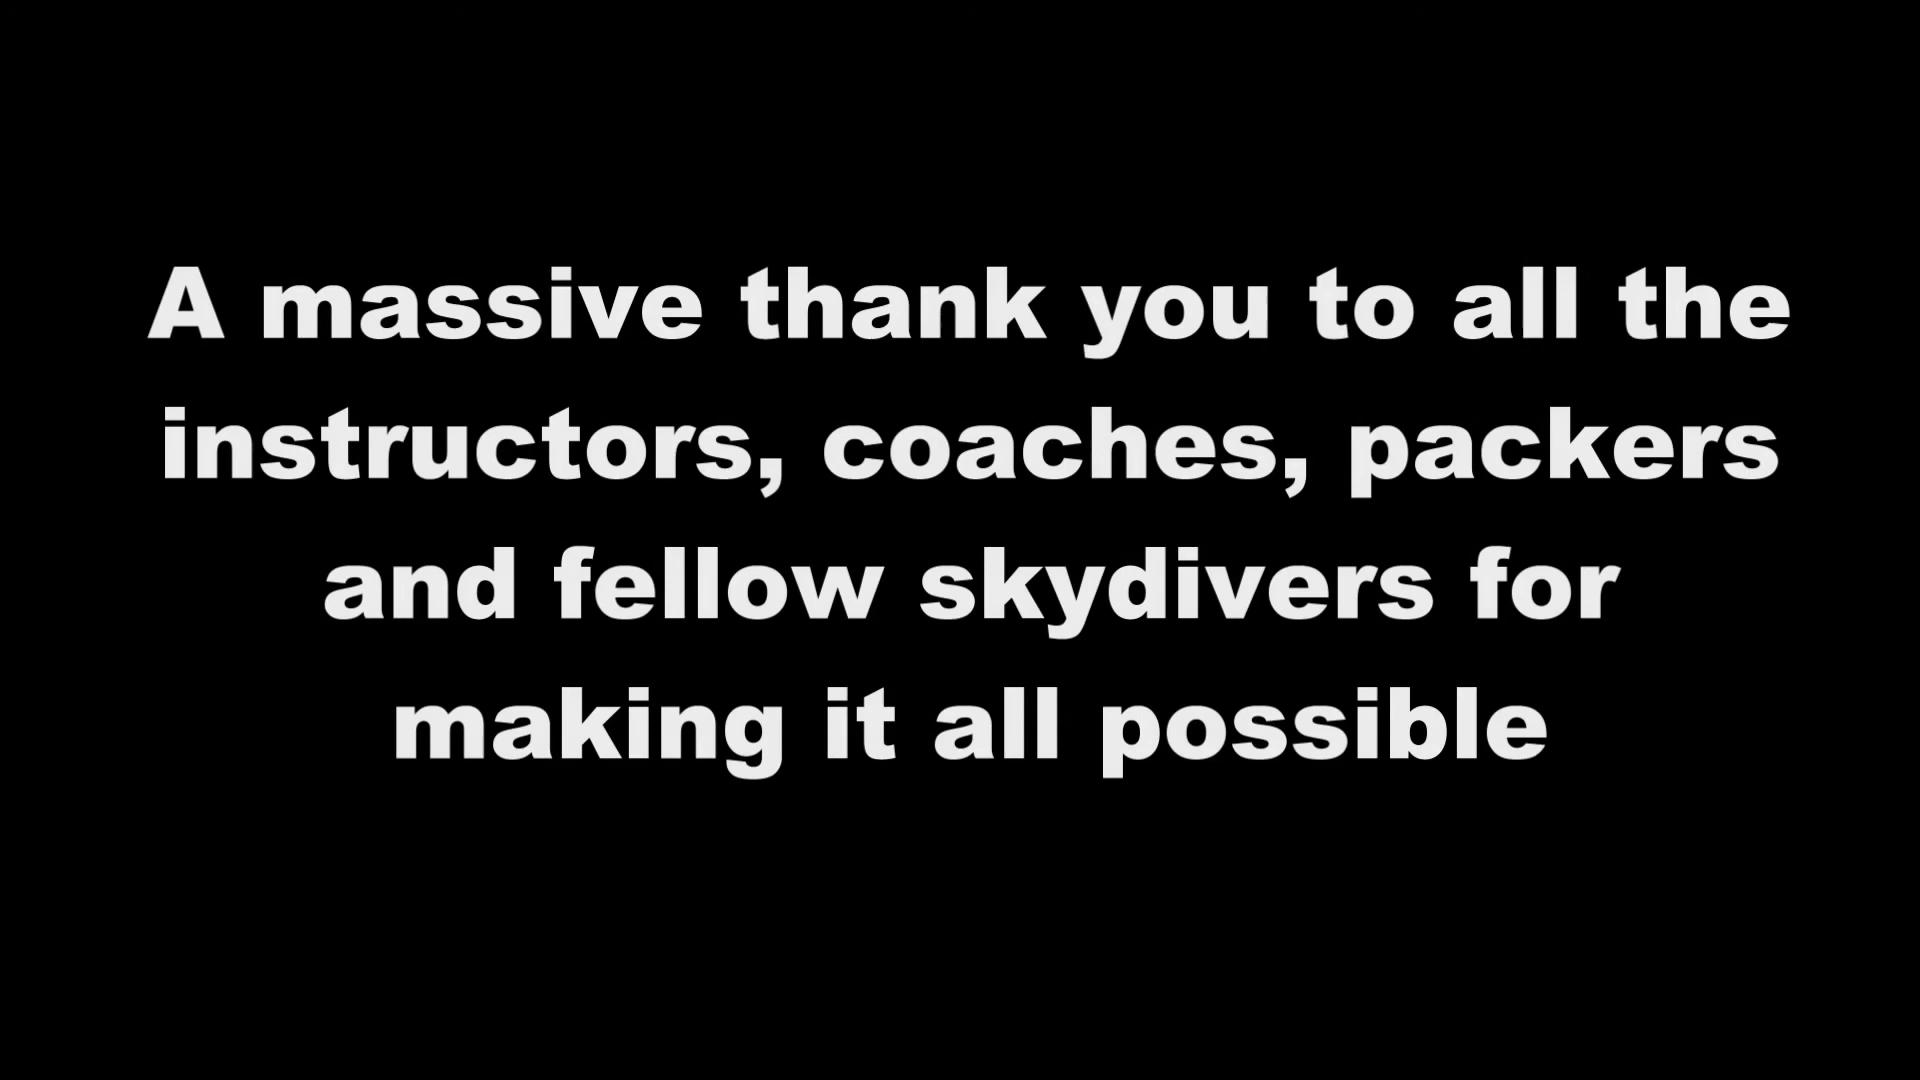 A massive thank you to all the
instructors, coaches, packers
and fellow skydivers for
making it all possible